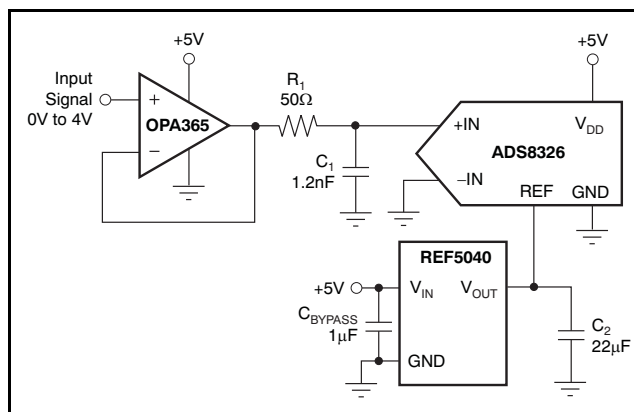 +5V
Input
Signal
0V to 4V
+
−
OPA365
R1
50Ω
C1
1.2nF
+5V
+IN
VDD
ADS8326
−IN
REF
GND
REF5040
+5V
VIN
VOUT
CBYPASS
1μF
GND
C2
22μF